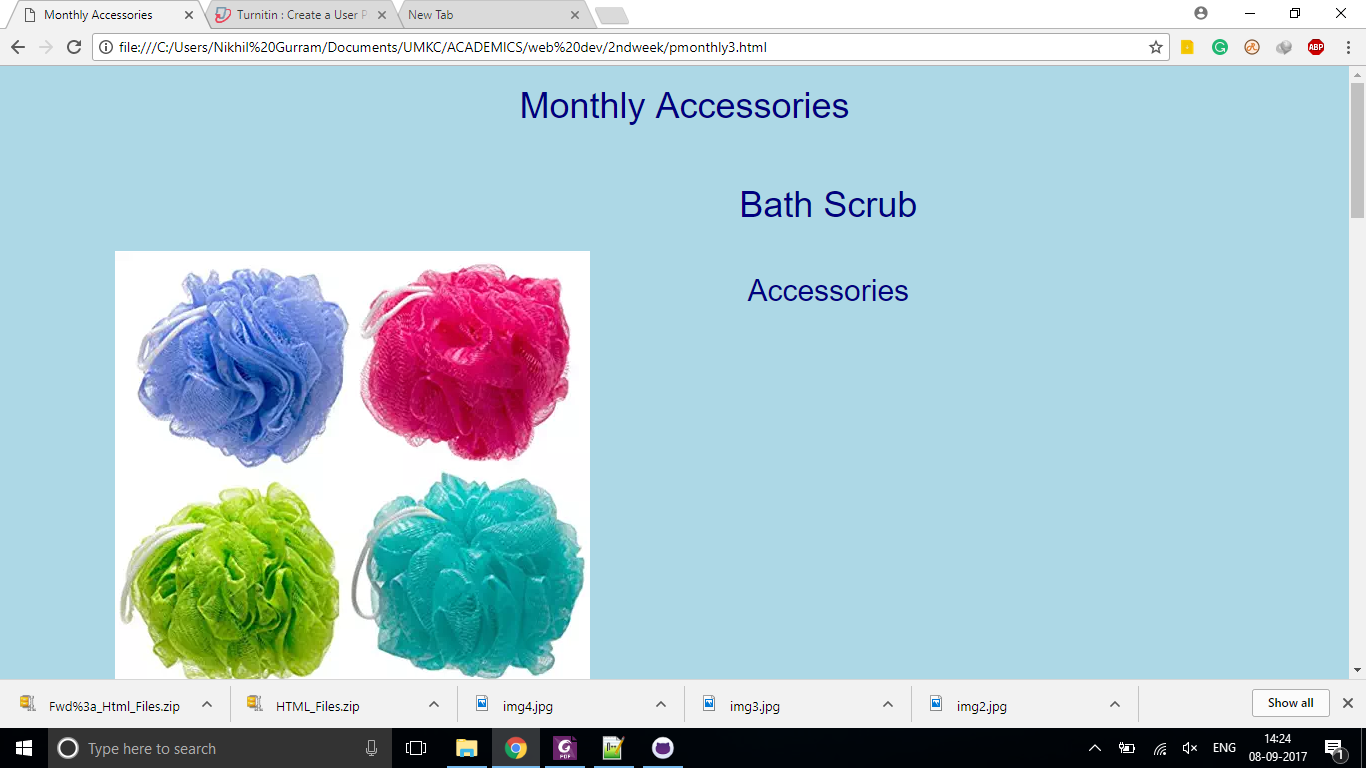 Monthly Accessories
Turnitin : Create a User P
New Tab
file:///C:/Users/Nikhil%20Gurram/Documents/UMKC/ACADEMICS/web%20dev/2ndweek/pmonthly3.html
ABP
Monthly Accessories
Bath Scrub
Accessories
Fwd%3a_Html_Files.zip
HTML_Files.zip
img4.jpg
img3.jpg
img2.jpg
Show all
Type here to search
PDF
ENG
14:24
08-09-2017
1